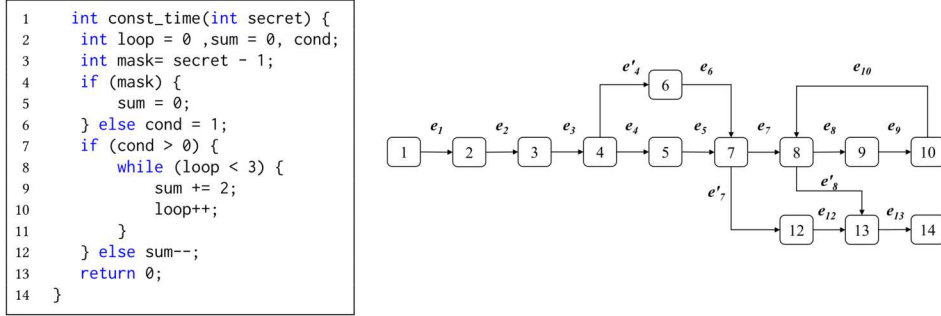 1 int const_time(int secret) {
2 int loop = 0 ,sum = 0, cond;
3 int mask= secret - 1;
4 if (mask) {
5 sum = 0;
6 } else cond = 1;
7 if (cond > 0) {
8 while (loop < 3) {
9 sum += 2;
10 loop++;
11 }
12 } else sum--;
13 return 0;
14 }
e'4 e6 e10
6
e1 e2 e3 e4 e5 e7 e8 e9
1 2 3 4 5 7 8 9 10
e'7 e'8
e12 e13
12 13 14